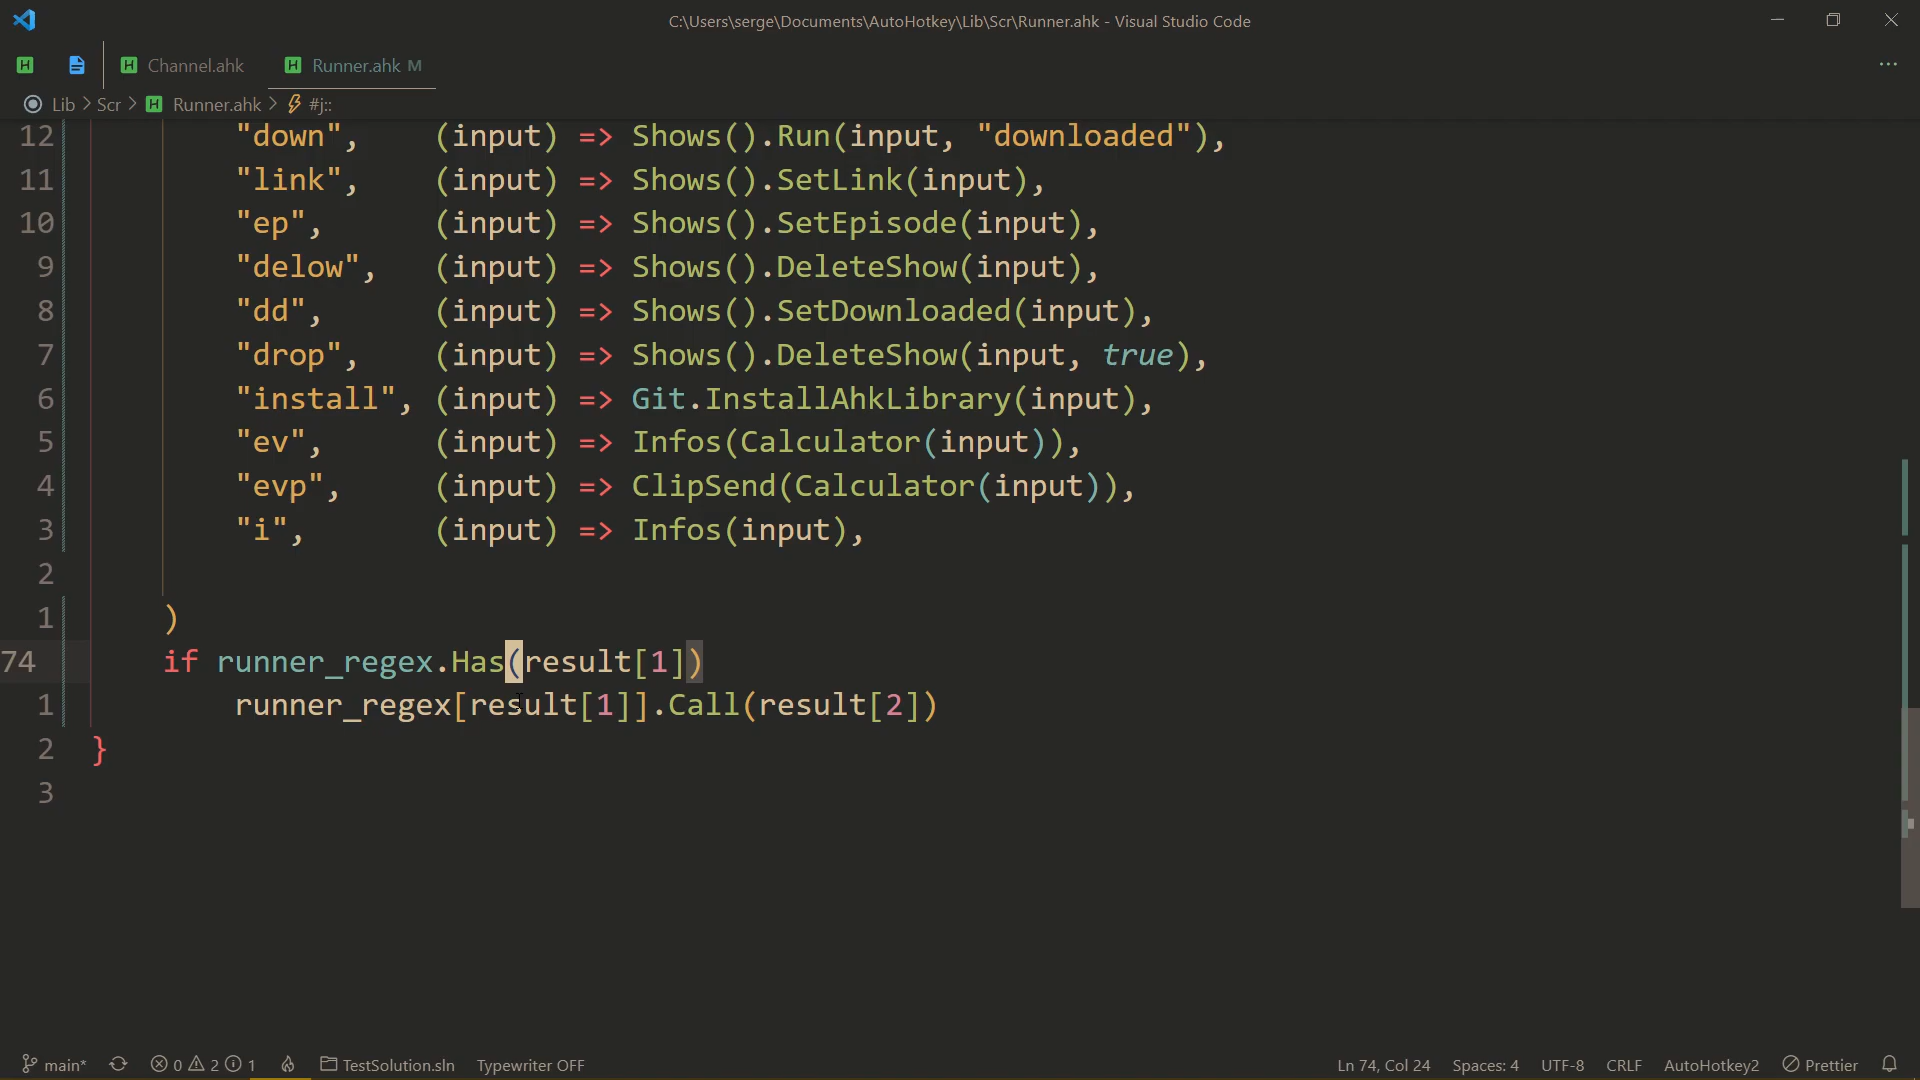 C:\Users\serge\Documents\AutoHotkey\Lib\Scr\Runner.ahk - Visual Studio Code
Channel.ahk Runner.ahk M
Lib > Scr > Runner.ahk > #j::
12 "down", (input) => Shows().Run(input, "downloaded"),
11 "link", (input) => Shows().SetLink(input),
10 "ep", (input) => Shows().SetEpisode(input),
9 "delow", (input) => Shows().DeleteShow(input),
8 "dd", (input) => Shows().SetDownloaded(input),
7 "drop", (input) => Shows().DeleteShow(input, true),
6 "install", (input) => Git.InstallAhkLibrary(input),
5 "ev", (input) => Infos(Calculator(input)),
4 "evp", (input) => ClipSend(Calculator(input)),
3 "i", (input) => Infos(input),
2
1 )
74 if runner_regex.Has(result[1])
1 runner_regex[result[1]].Call(result[2])
2 }
3
main* 0 2 1 TestSolution.sln Typewriter OFF Ln 74, Col 24 Spaces: 4 UTF-8 CRLF AutoHotkey2 Prettier